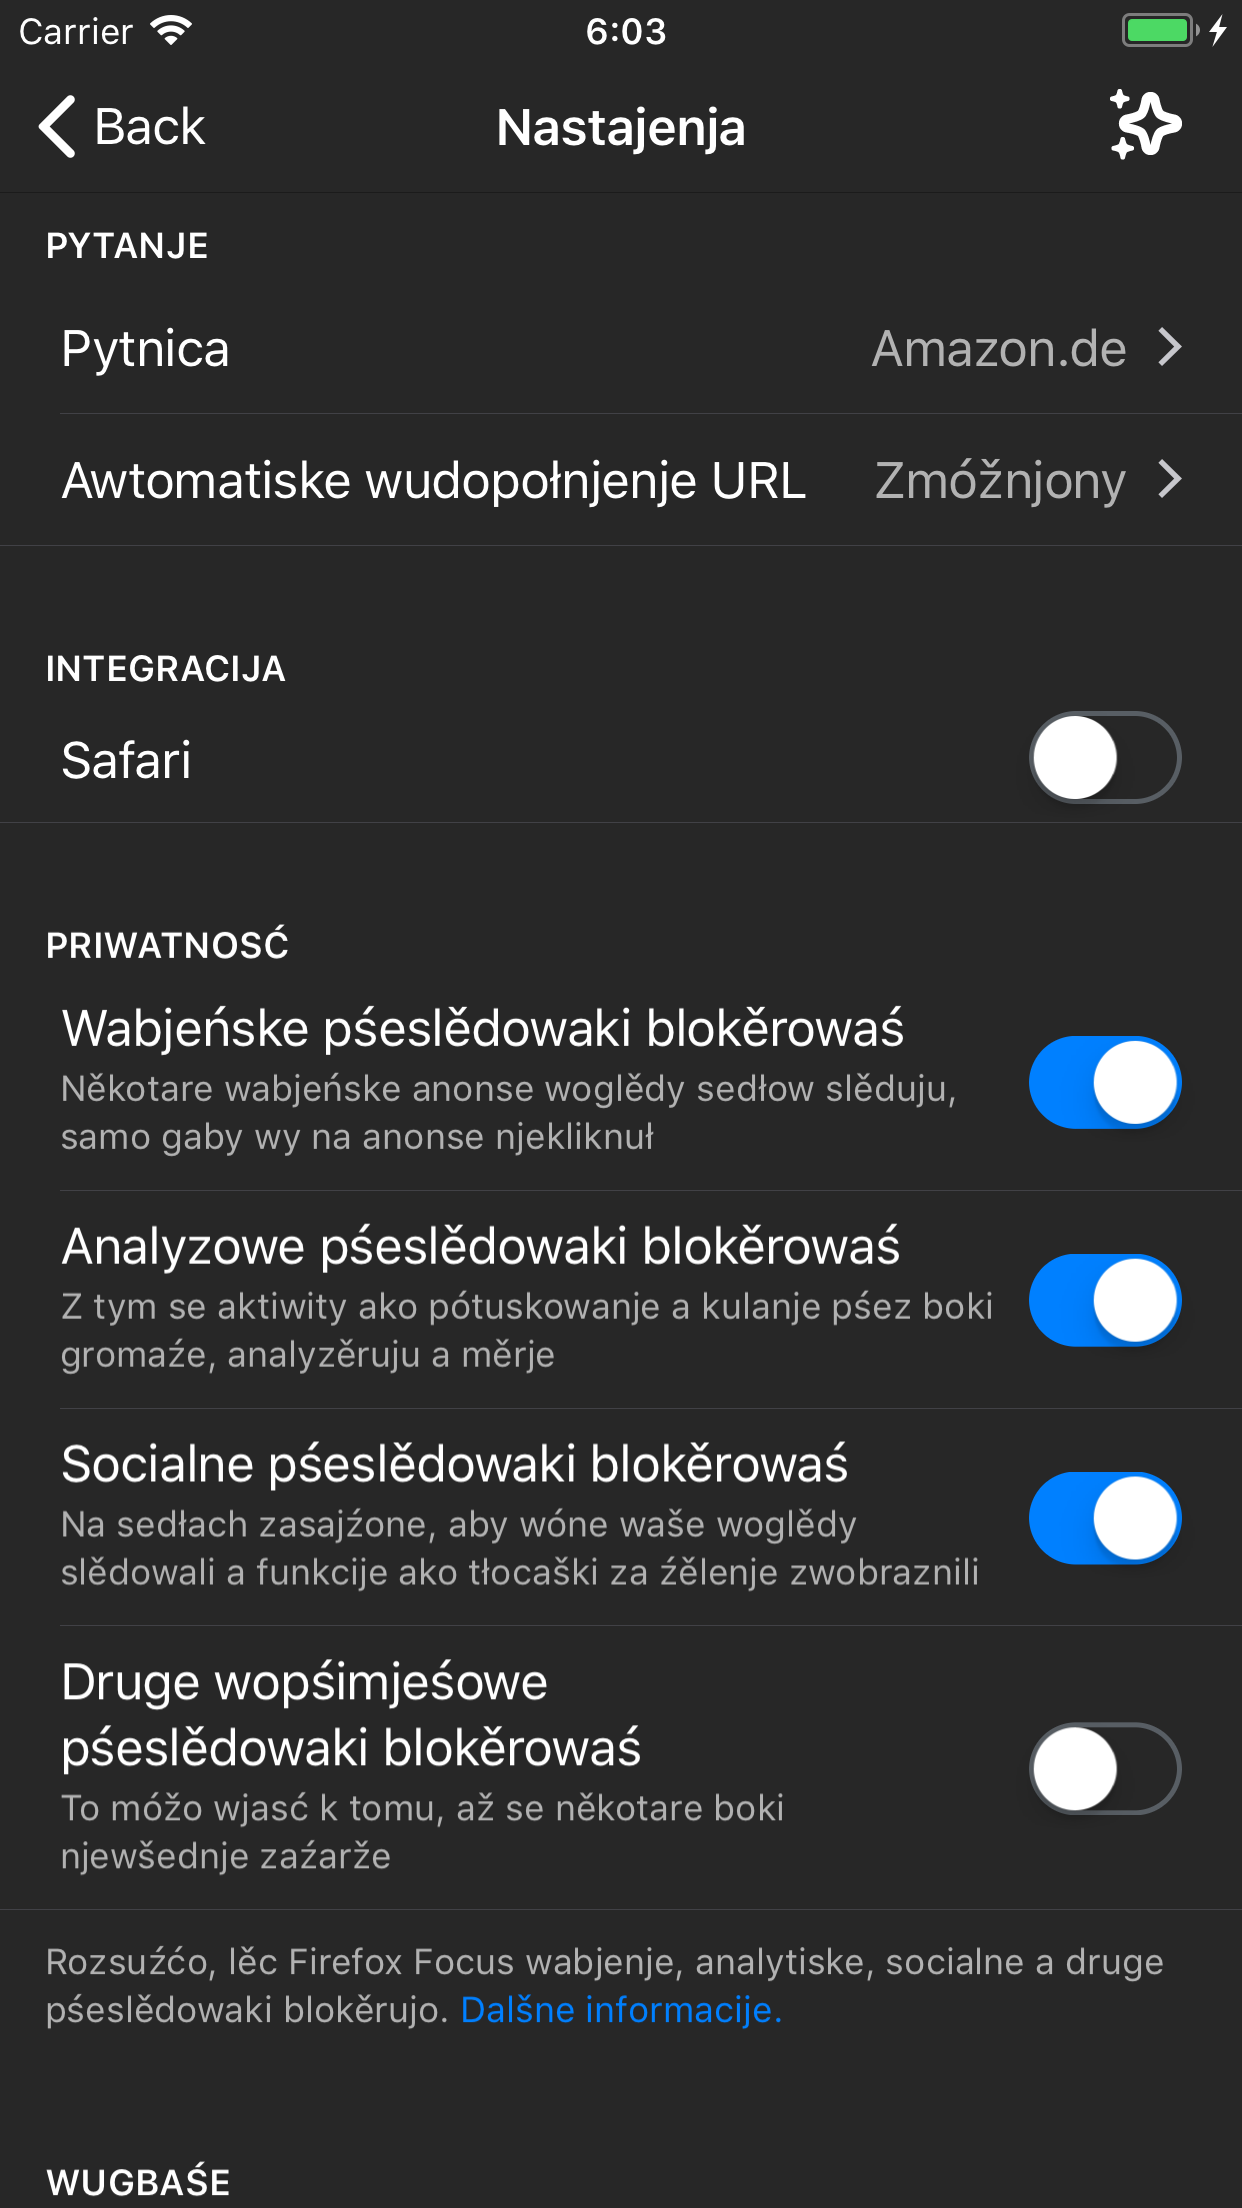 Carrier 6:03
Back Nastajenja
PYTANJE
Pytnica Amazon.de
Awtomatiske wudopołnjenje URL Zmóžnjony
INTEGRACIJA
Safari
PRIWATNOSĆ
Wabjeńske pśeslědowaki blokěrowaś
Někotare wabjeńske anonse woglědy sedłow slěduju,
samo gaby wy na anonse njekliknuł
Analyzowe pśeslědowaki blokěrowaś
Z tym se aktiwity ako pótuskowanje a kulanje pśez boki
gromaźe, analyzěruju a měrje
Socialne pśeslědowaki blokěrowaś
Na sedłach zasajźone, aby wóne waše woglědy
slědowali a funkcije ako tłocaški za źělenje zwobraznili
Druge wopśimjeśowe
pśeslědowaki blokěrowaś
To móžo wjasć k tomu, až se někotare boki
njewšednje zaźarže
Rozsuźćo, lěc Firefox Focus wabjenje, analytiske, socialne a druge
pśeslědowaki blokěrujo. Dalšne informacije.
WUGBAŚE